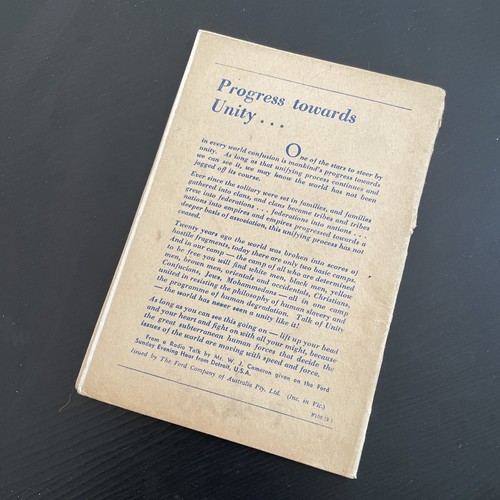 Progress towards
Unity . . .
One of the stars to steer by
in every world confusion is mankind's progress towards
unity. As long as that unifying process continues and
we can see it, we may know the world has not been
jogged off its course.
Ever since the solitary were set in families, and families
gathered into clans, and clans became tribes and tribes
grew into federations . . . federations into nations . . .
nations into empires and empires progressed towards a
deeper basis of association, this unifying process has not
ceased.
Twenty years ago the world was broken into scores of
hostile fragments, today there are only two basic camps.
And in our camp — the camp of all who are determined
to be free you will find white men, black men, yellow
men, brown men, orientals and occidentals, Christians,
Confucians, Jews, Mohammedans — all in one camp
united in resisting the philosophy of human slavery and
the programme of human degradation. Talk of Unity
— the world has never seen a unity like it!
As long as you can see this going on — lift up your head
and your heart and fight on with all your might, because
the great subterranean human forces that decide the
issues of the world are moving with speed and force.
From a Radio Talk by Mr. W. J. Cameron given on the Ford
Sunday Evening Hour from Detroit, U.S.A.
Issued by The Ford Company of Australia Pty. Ltd. (Inc. in Vic.)